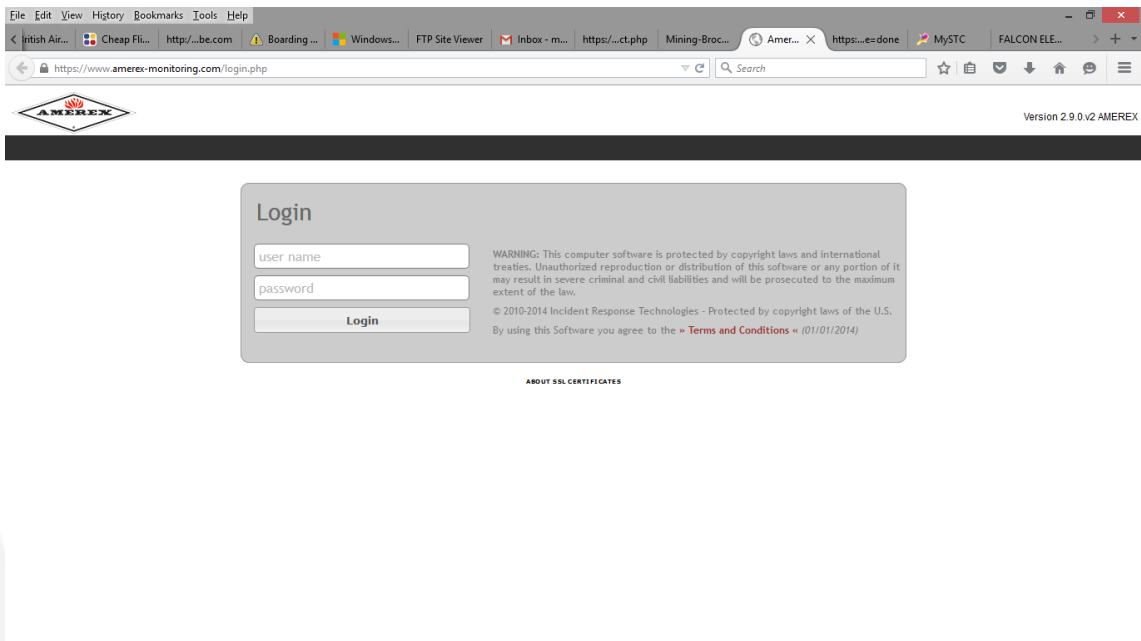 File Edit View History Bookmarks Tools Help
ritish Air... Cheap Fli... http:/...be.com Boarding ... Windows... FTP Site Viewer Inbox - m... https:/...ct.php Mining-Broc... Amer... https:...e=done MySTC FALCON ELE...
https://www.amerex-monitoring.com/login.php Search
AMEREX
Version 2.9.0.v2 AMEREX
Login
user name
password
Login
WARNING: This computer software is protected by copyright laws and international
treaties. Unauthorized reproduction or distribution of this software or any portion of it
may result in severe criminal and civil liabilities and will be prosecuted to the maximum
extent of the law.
© 2010-2014 Incident Response Technologies - Protected by copyright laws of the U.S.
By using this Software you agree to the » Terms and Conditions « (01/01/2014)
ABOUT SSL CERTIFICATES